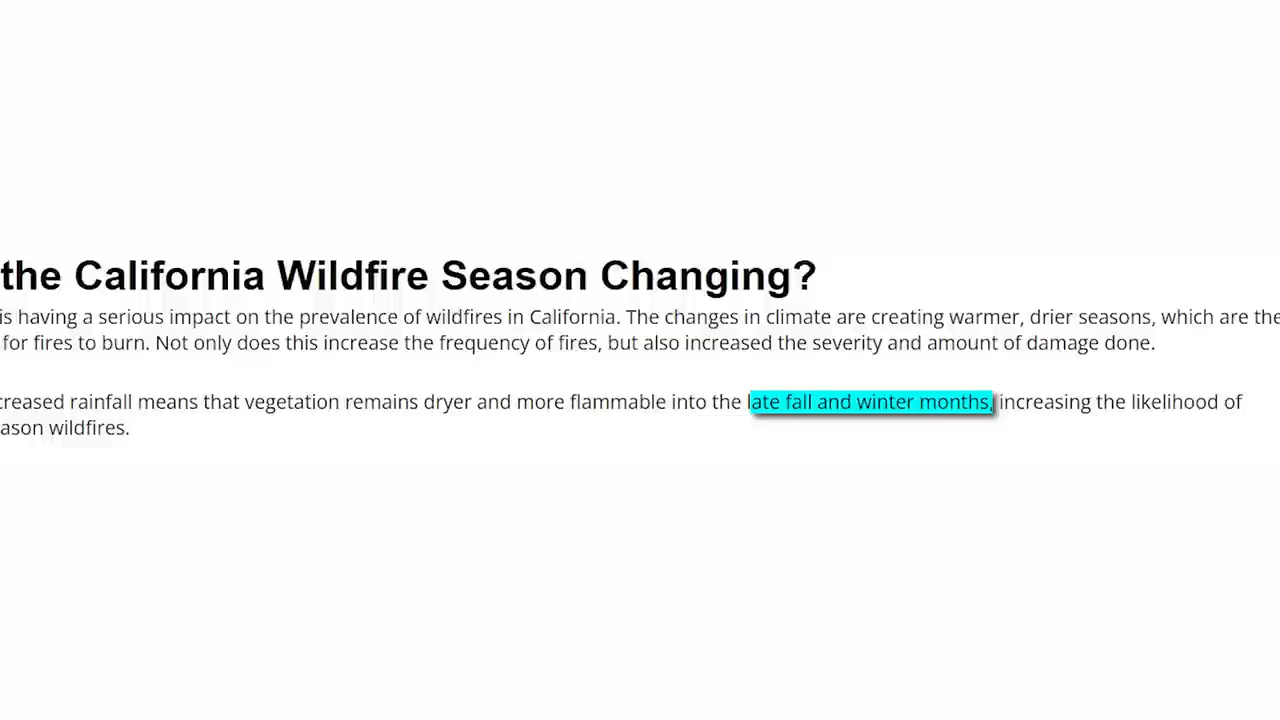 the California Wildfire Season Changing?
is having a serious impact on the prevalence of wildfires in California. The changes in climate are creating warmer, drier seasons, which are the
for fires to burn. Not only does this increase the frequency of fires, but also increased the severity and amount of damage done.
creased rainfall means that vegetation remains dryer and more flammable into the late fall and winter months, increasing the likelihood of
ason wildfires.